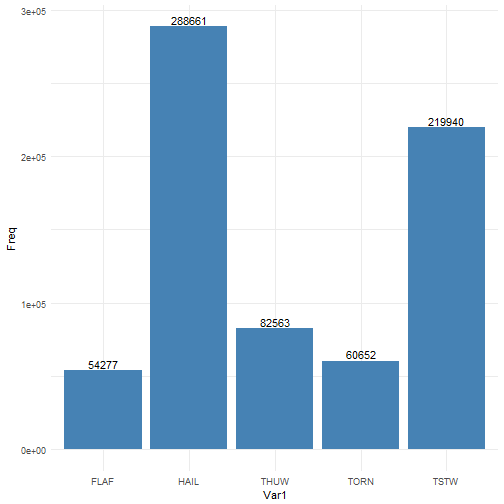 3e+05
2e+05
1e+05
0e+00
Freq
288661
219940
82563
60652
54277
FLAF HAIL THUW TORN TSTW
Var1